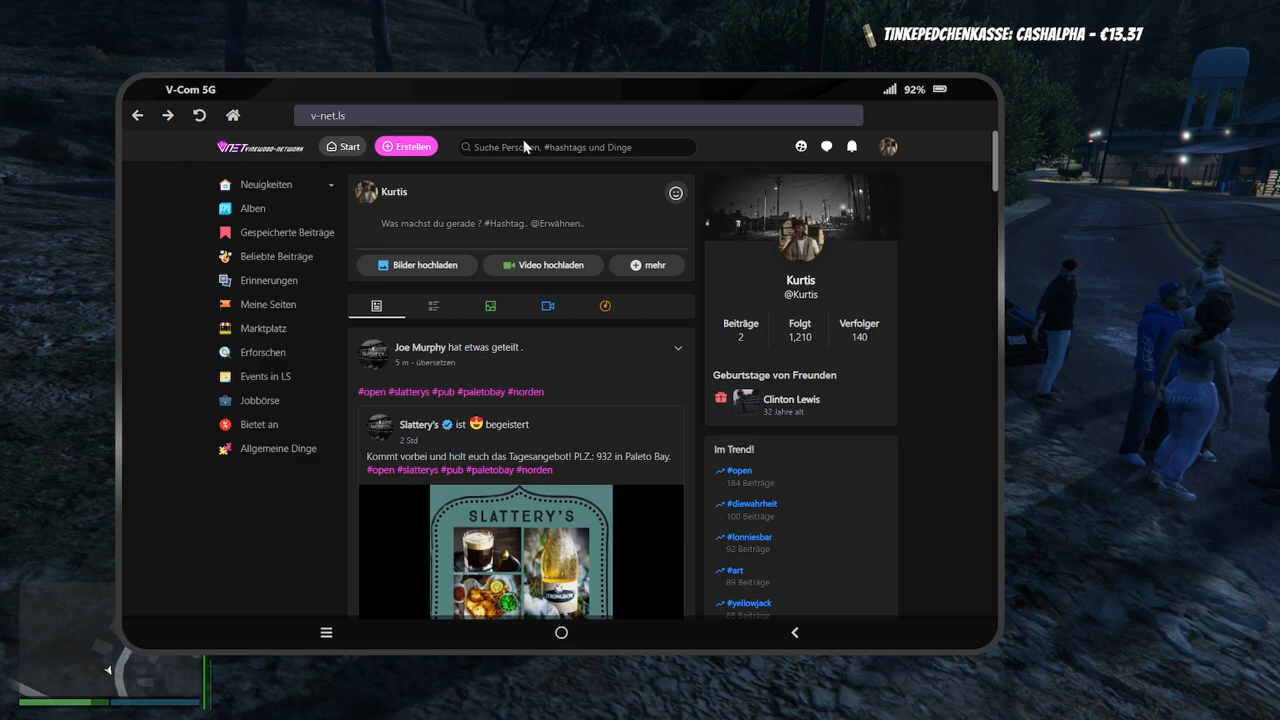 TINKEPEDCHENKASSE: CASHALPHA - €13.37
V-Com 5G
92%
v-net.ls
VNET VINEWOOD-NETWORK
Start
Erstellen
Suche Personen, #hashtags und Dinge
Neuigkeiten
Alben
Gespeicherte Beiträge
Beliebte Beiträge
Erinnerungen
Meine Seiten
Marktplatz
Erforschen
Events in LS
Jobbörse
Bietet an
Allgemeine Dinge
Kurtis
Was machst du gerade ? #Hashtag.. @Erwähnen..
Bilder hochladen
Video hochladen
mehr
Joe Murphy hat etwas geteilt .
5 m - übersetzen
#open #slatterys #pub #paletobay #norden
Slattery's ist begeistert
2 Std
Kommt vorbei und holt euch das Tagesangebot! PLZ.: 932 in Paleto Bay.
#open #slatterys #pub #paletobay #norden
SLATTERY'S
STRONGBOW
Kurtis
@Kurtis
Beiträge
2
Folgt
1,210
Verfolger
140
Geburtstage von Freunden
Clinton Lewis
32 Jahre alt
Im Trend!
#open
184 Beiträge
#diewahrheit
100 Beiträge
#lonniesbar
92 Beiträge
#art
89 Beiträge
#yellowjack
85 Beiträge